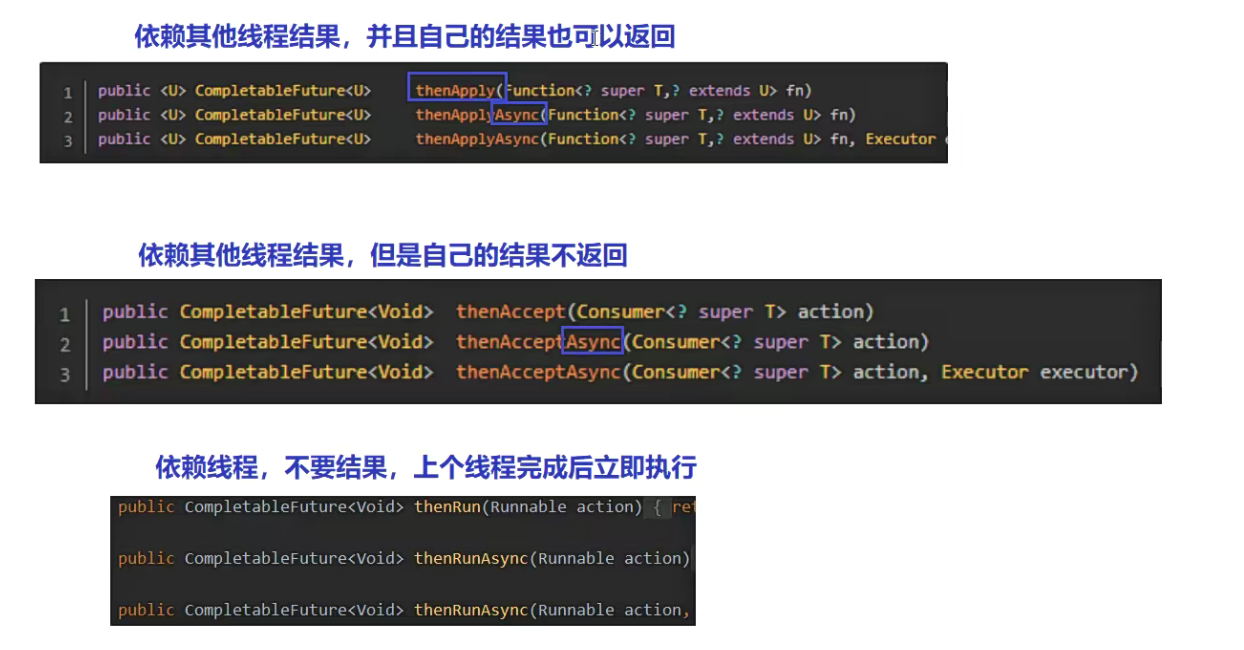 依赖其他线程结果，并且自己的结果也可以返回
1 public <U> CompletableFuture<U> thenApply(Function<? super T,? extends U> fn)
2 public <U> CompletableFuture<U> thenApplyAsync(Function<? super T,? extends U> fn)
3 public <U> CompletableFuture<U> thenApplyAsync(Function<? super T,? extends U> fn, Executor
依赖其他线程结果，但是自己的结果不返回
1 public CompletableFuture<Void> thenAccept(Consumer<? super T> action)
2 public CompletableFuture<Void> thenAcceptAsync(Consumer<? super T> action)
3 public CompletableFuture<Void> thenAcceptAsync(Consumer<? super T> action, Executor executor)
依赖线程，不要结果，上个线程完成后立即执行
public CompletableFuture<Void> thenRun(Runnable action) { ret
public CompletableFuture<Void> thenRunAsync(Runnable action)
public CompletableFuture<Void> thenRunAsync(Runnable action,